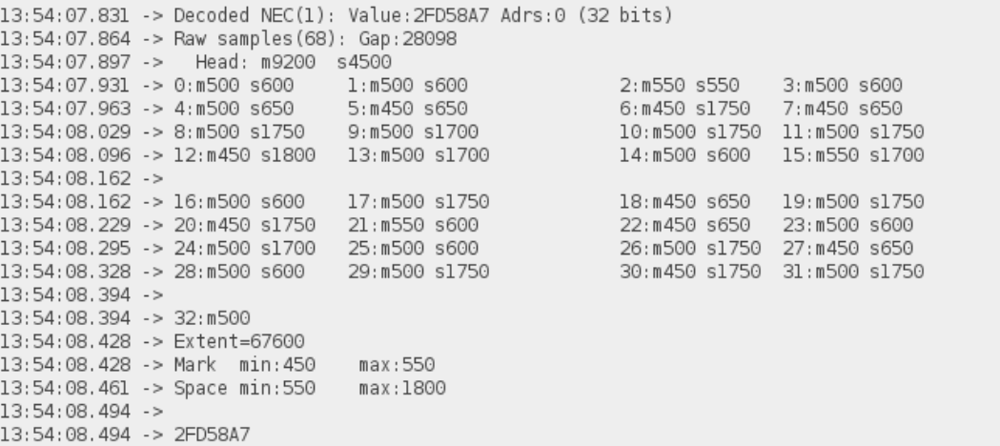 13:54:07.831 -> Decoded NEC(1): Value:2FD58A7 Adrs:0 (32 bits)
13:54:07.864 -> Raw samples(68): Gap:28098
13:54:07.897 ->   Head: m9200  s4500
13:54:07.931 -> 0:m500 s600    1:m500 s600    2:m550 s550    3:m500 s600
13:54:07.963 -> 4:m500 s650    5:m450 s650    6:m450 s1750   7:m450 s650
13:54:08.029 -> 8:m500 s1750   9:m500 s1700   10:m500 s1750  11:m500 s1750
13:54:08.096 -> 12:m450 s1800  13:m500 s1700  14:m500 s600   15:m550 s1700
13:54:08.162 ->
13:54:08.162 -> 16:m500 s600   17:m500 s1750  18:m450 s650   19:m500 s1750
13:54:08.229 -> 20:m450 s1750  21:m550 s600   22:m450 s650   23:m500 s600
13:54:08.295 -> 24:m500 s1700  25:m500 s600   26:m500 s1750  27:m450 s650
13:54:08.328 -> 28:m500 s600   29:m500 s1750  30:m450 s1750  31:m500 s1750
13:54:08.394 ->
13:54:08.394 -> 32:m500
13:54:08.428 -> Extent=67600
13:54:08.428 -> Mark  min:450    max:550
13:54:08.461 -> Space min:550    max:1800
13:54:08.494 ->
13:54:08.494 -> 2FD58A7